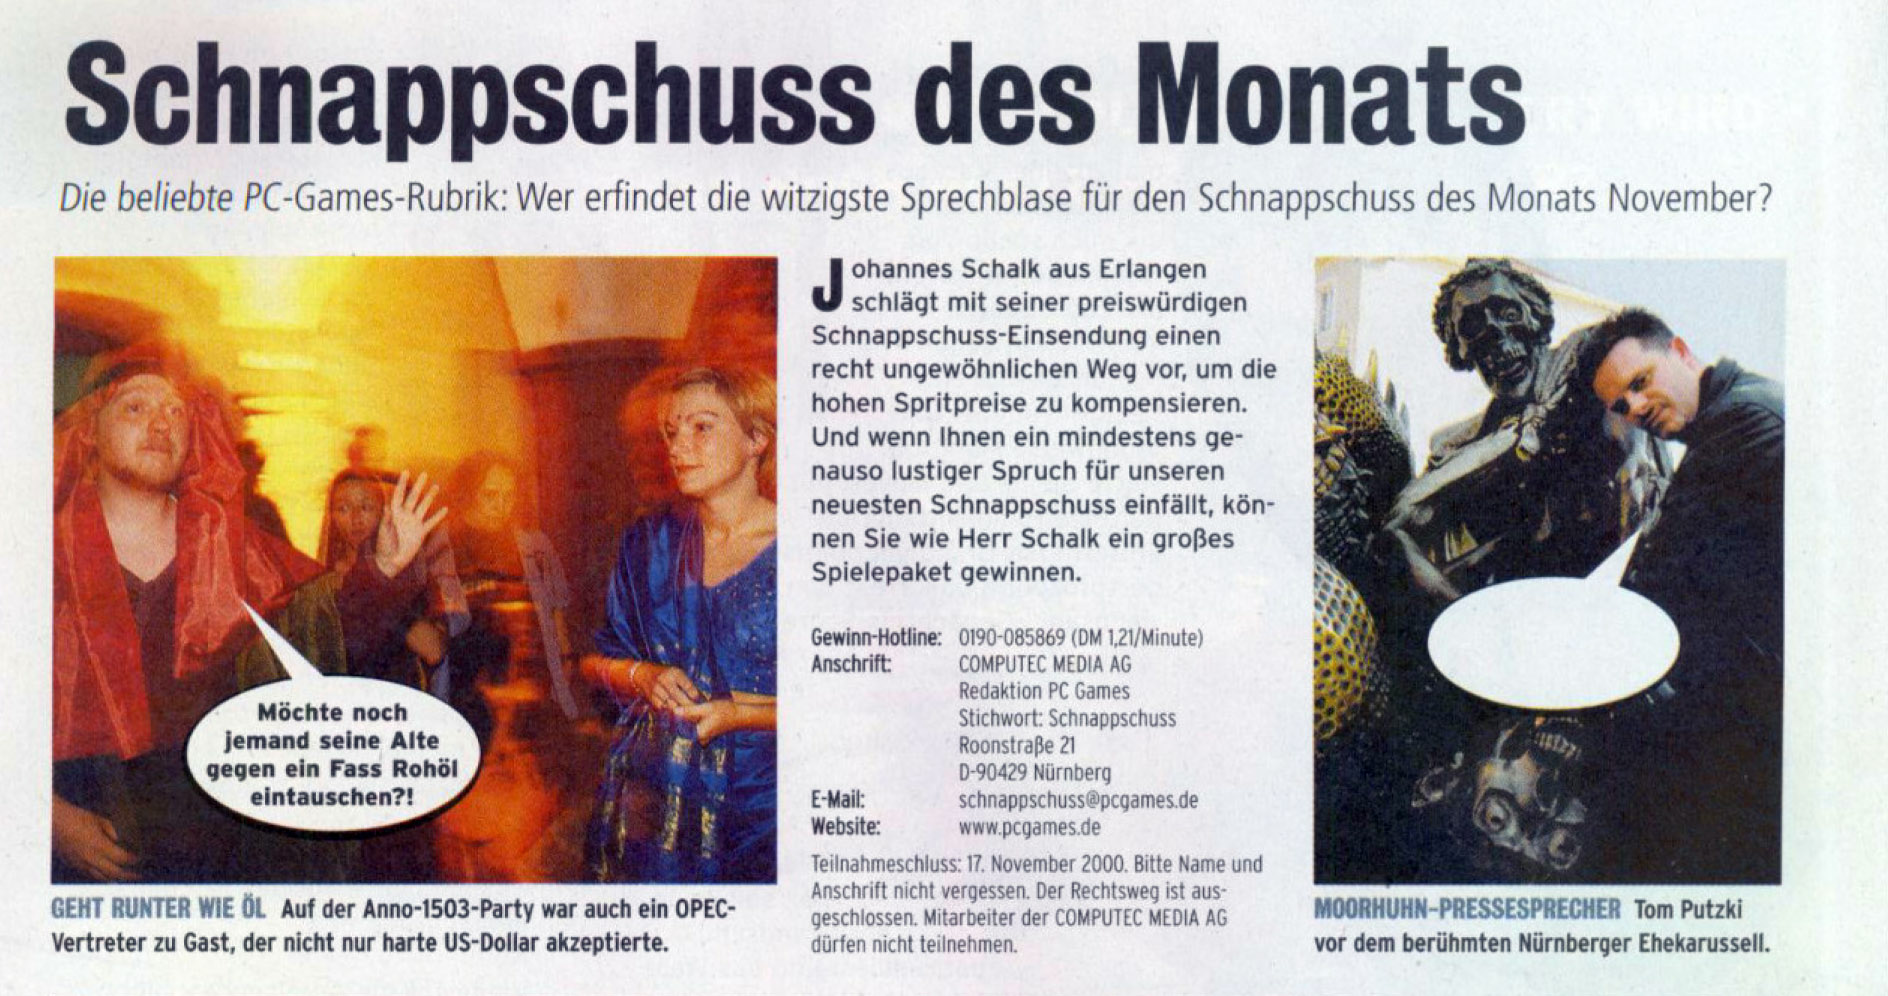 Schnappschuss des Monats
Die beliebte PC-Games-Rubrik: Wer erfindet die witzigste Sprechblase für den Schnappschuss des Monats November?
Möchte noch
jemand seine Alte
gegen ein Fass Rohöl
eintauschen?!
GEHT RUNTER WIE ÖL Auf der Anno-1503-Party war auch ein OPEC-
Vertreter zu Gast, der nicht nur harte US-Dollar akzeptierte.
Johannes Schalk aus Erlangen
schlägt mit seiner preiswürdigen
Schnappschuss-Einsendung einen
recht ungewöhnlichen Weg vor, um die
hohen Spritpreise zu kompensieren.
Und wenn Ihnen ein mindestens ge-
nauso lustiger Spruch für unseren
neuesten Schnappschuss einfällt, kön-
nen Sie wie Herr Schalk ein großes
Spielepaket gewinnen.
Gewinn-Hotline: 0190-085869 (DM 1,21/Minute)
Anschrift: COMPUTEC MEDIA AG
Redaktion PC Games
Stichwort: Schnappschuss
Roonstraße 21
D-90429 Nürnberg
E-Mail: schnappschuss@pcgames.de
Website: www.pcgames.de
Teilnahmeschluss: 17. November 2000. Bitte Name und
Anschrift nicht vergessen. Der Rechtsweg ist aus-
geschlossen. Mitarbeiter der COMPUTEC MEDIA AG
dürfen nicht teilnehmen.
MOORHUHN-PRESSESPRECHER Tom Putzki
vor dem berühmten Nürnberger Ehekarussell.